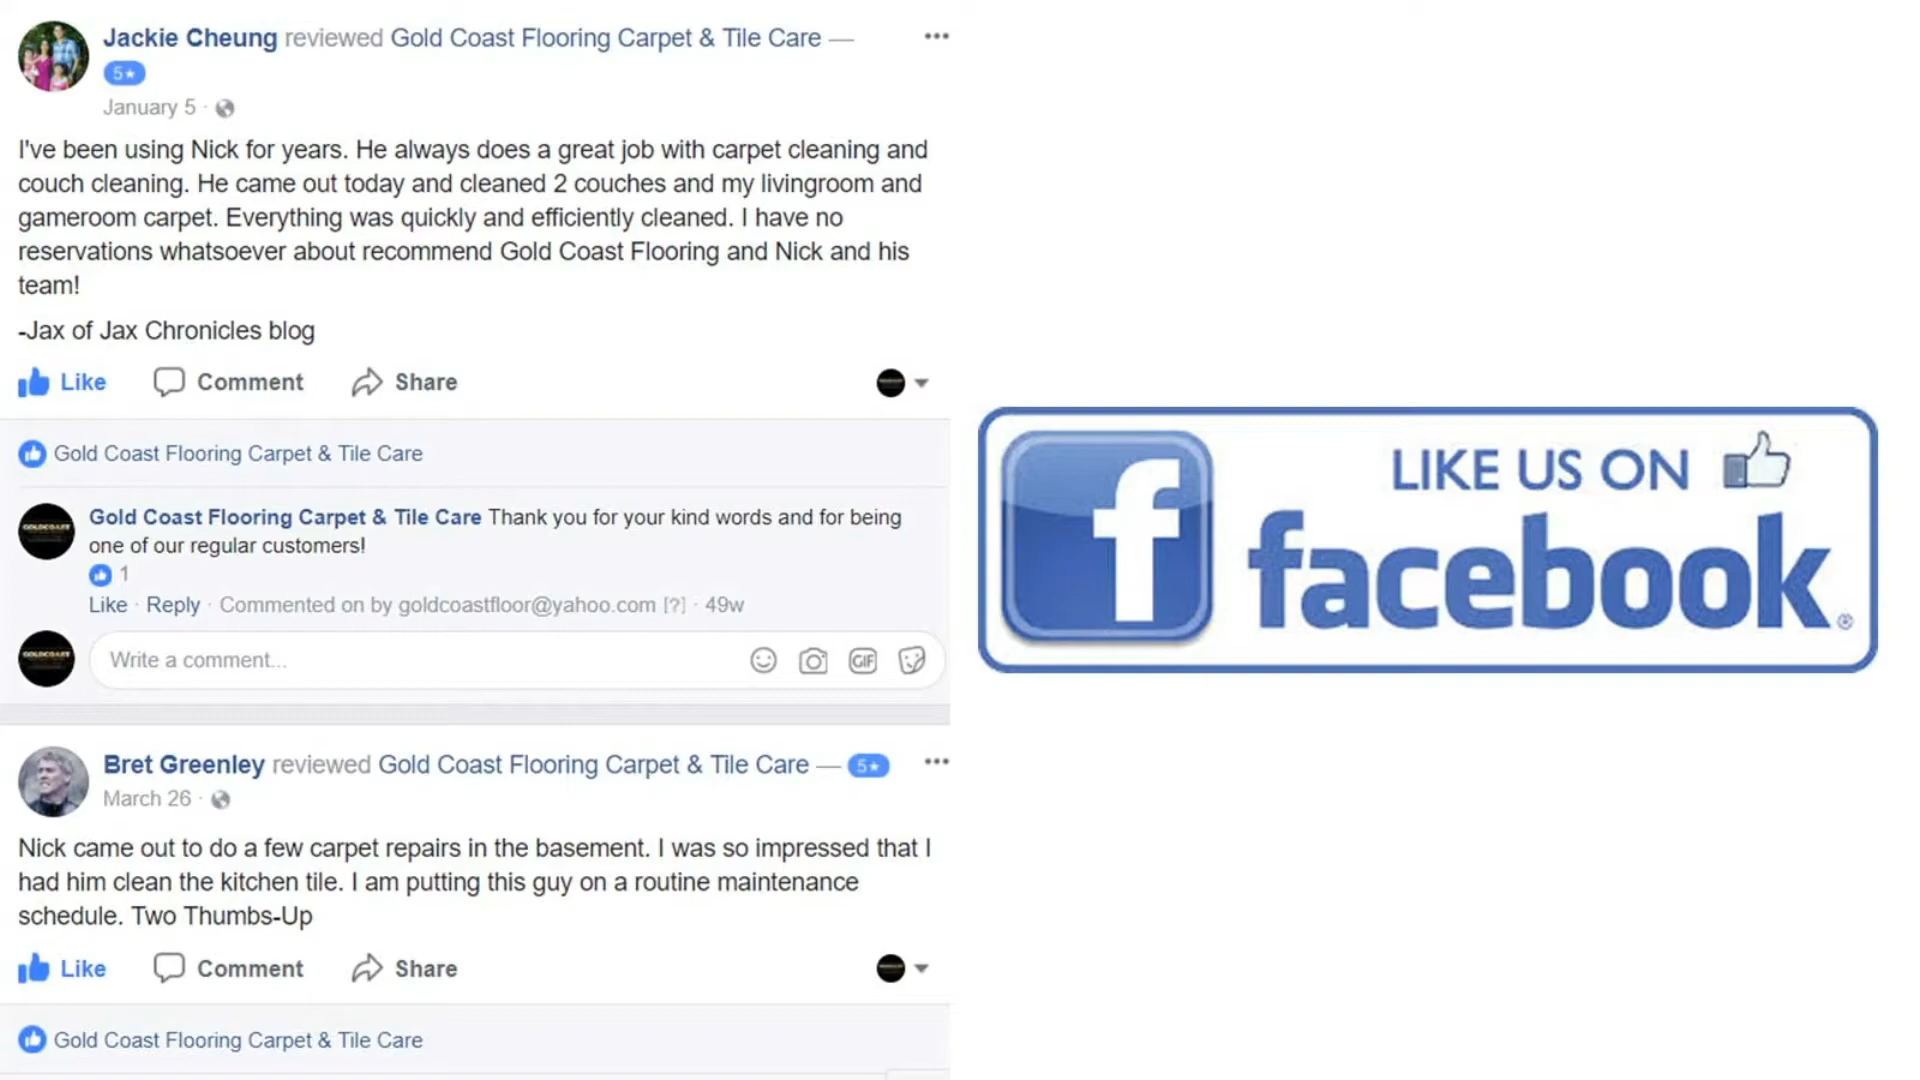 Jackie Cheung reviewed Gold Coast Flooring Carpet & Tile Care —
5★
January 5 ·
I've been using Nick for years. He always does a great job with carpet cleaning and
couch cleaning. He came out today and cleaned 2 couches and my livingroom and
gameroom carpet. Everything was quickly and efficiently cleaned. I have no
reservations whatsoever about recommend Gold Coast Flooring and Nick and his
team!
-Jax of Jax Chronicles blog
Like Comment Share
Gold Coast Flooring Carpet & Tile Care
Gold Coast Flooring Carpet & Tile Care Thank you for your kind words and for being
one of our regular customers!
1
Like · Reply · Commented on by goldcoastfloor@yahoo.com [?] · 49w
GOLDCOAST
Write a comment...
GIF
Bret Greenley reviewed Gold Coast Flooring Carpet & Tile Care — 5★
March 26 ·
Nick came out to do a few carpet repairs in the basement. I was so impressed that I
had him clean the kitchen tile. I am putting this guy on a routine maintenance
schedule. Two Thumbs-Up
Like Comment Share
Gold Coast Flooring Carpet & Tile Care
f
LIKE US ON
facebook®